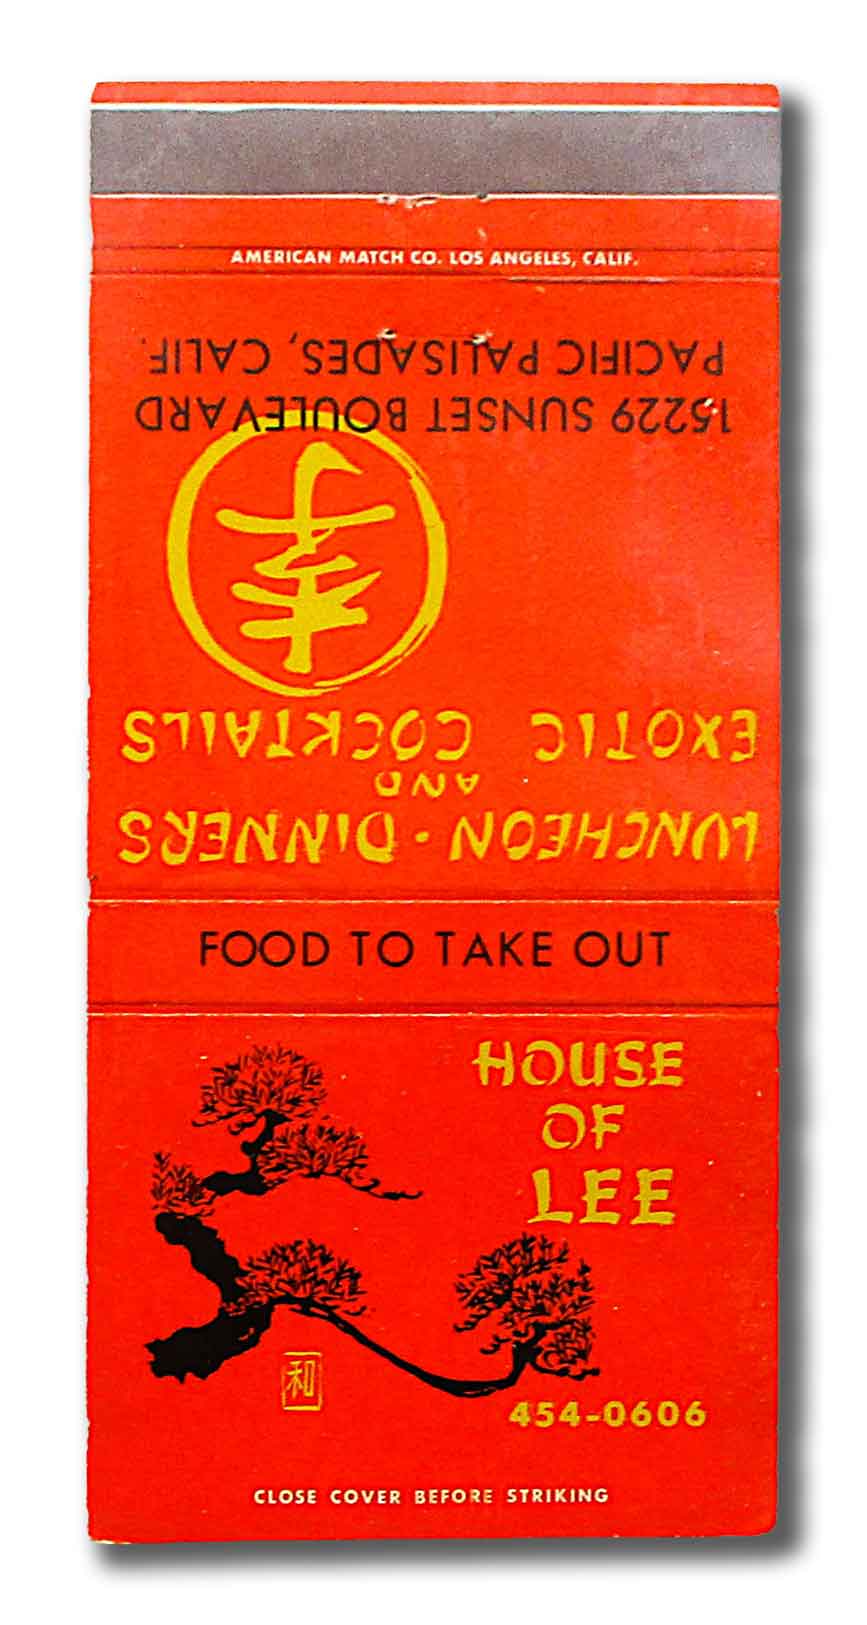 AMERICAN MATCH CO. LOS ANGELES, CALIF.
LUNCHEON · DINNERS
AND
EXOTIC COCKTAILS
李
15229 SUNSET BOULEVARD
PACIFIC PALISADES, CALIF.
FOOD TO TAKE OUT
HOUSE
OF
LEE
和
454-0606
CLOSE COVER BEFORE STRIKING